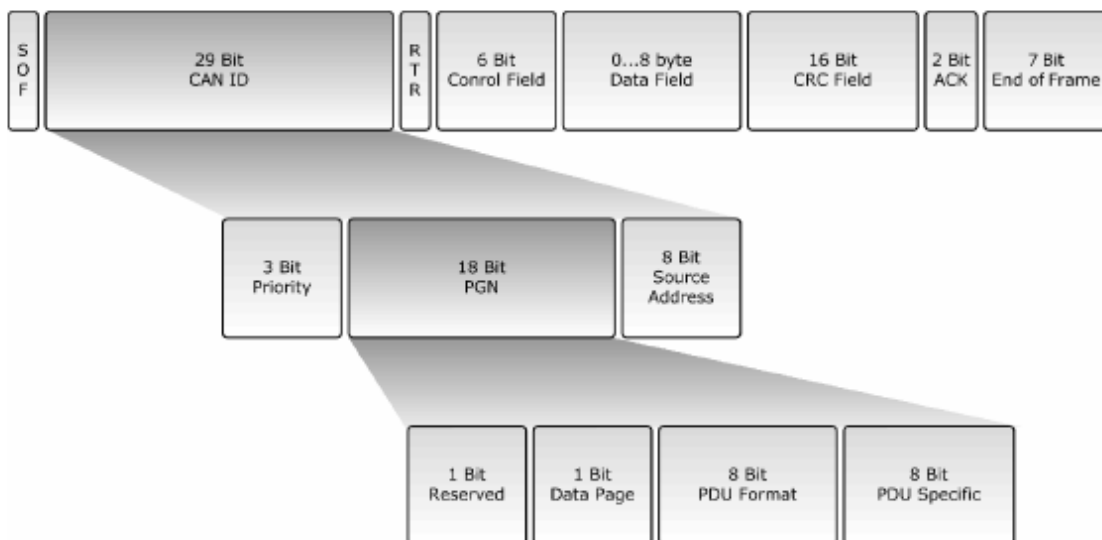 SOF
29 Bit
CAN ID
RTR
6 Bit
Conrol Field
0...8 byte
Data Field
16 Bit
CRC Field
2 Bit
ACK
7 Bit
End of Frame
3 Bit
Priority
18 Bit
PGN
8 Bit
Source
Address
1 Bit
Reserved
1 Bit
Data Page
8 Bit
PDU Format
8 Bit
PDU Specific